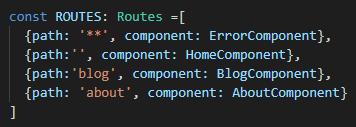 const ROUTES: Routes =[
{path: '**', component: ErrorComponent},
{path:'', component: HomeComponent},
{path:'blog', component: BlogComponent},
{path: 'about', component: AboutComponent}
]